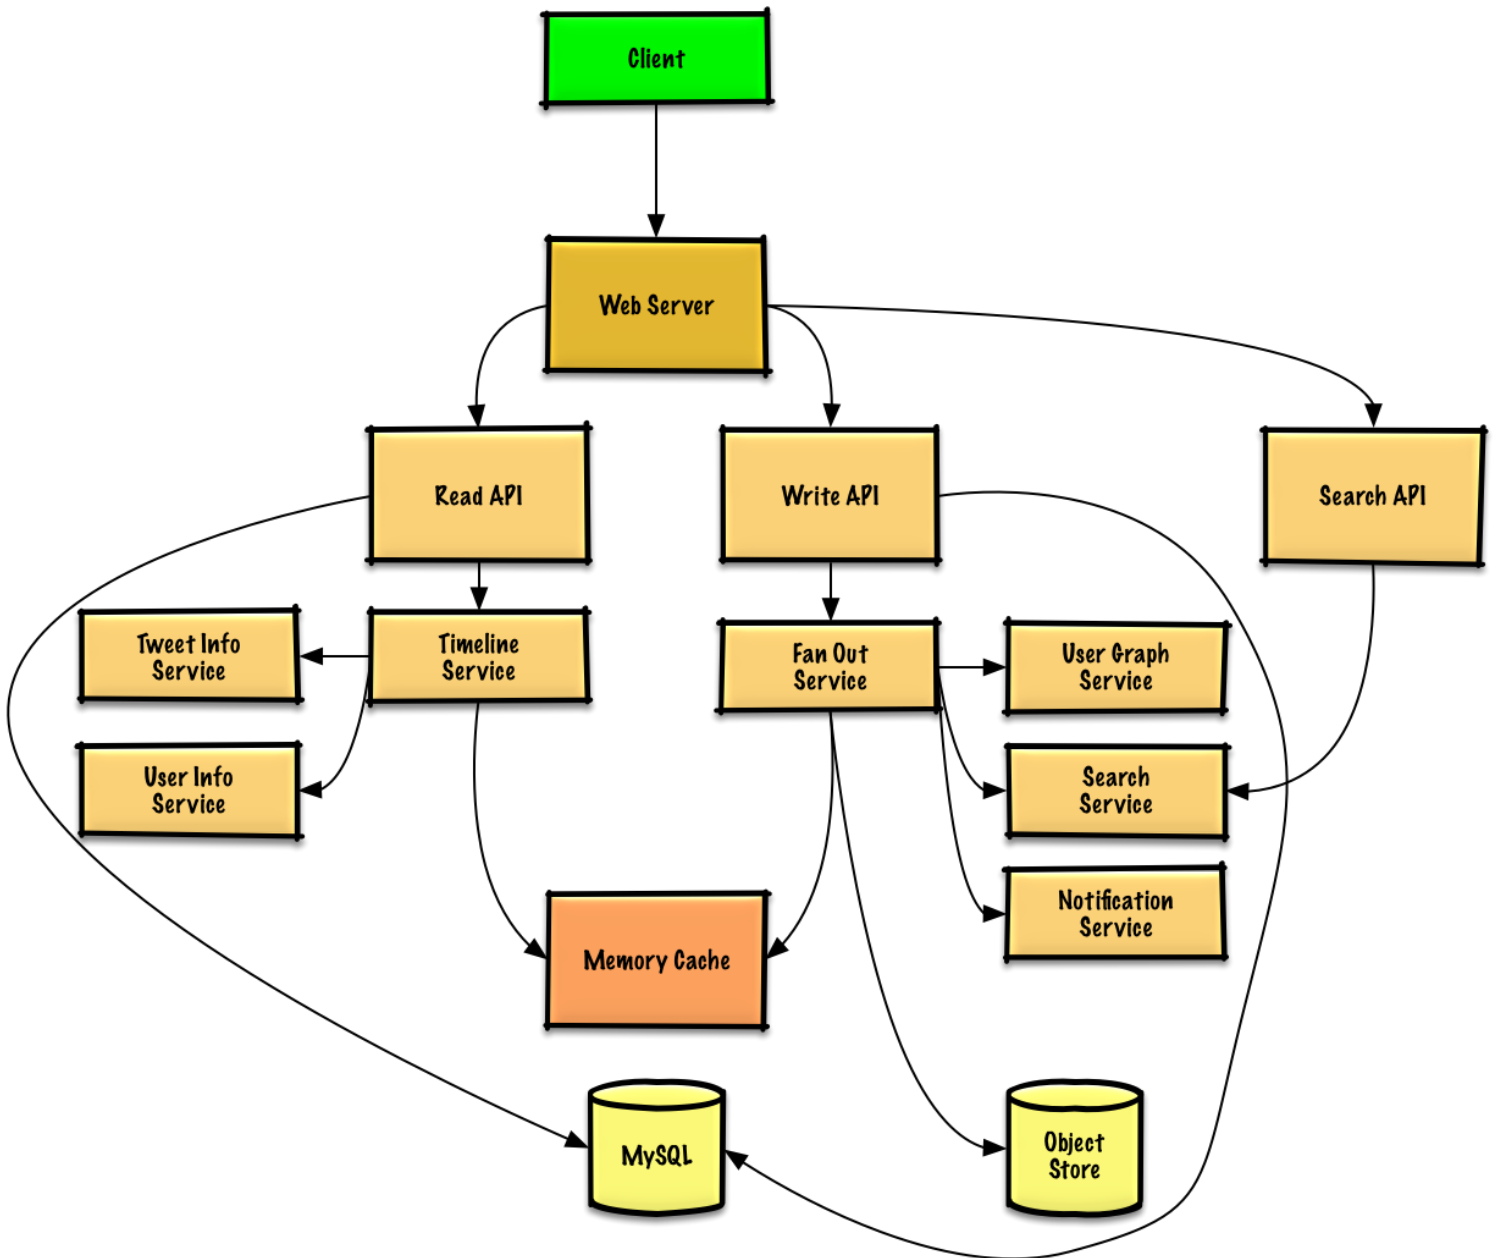 Client
Web Server
Read API
Write API
Search API
Tweet Info
Service
Timeline
Service
Fan Out
Service
User Graph
Service
User Info
Service
Search
Service
Notification
Service
Memory Cache
MySQL
Object
Store